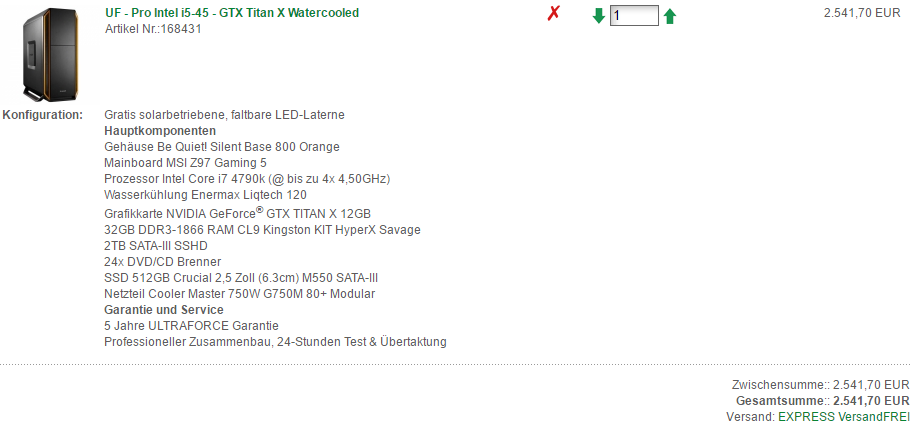 UF - Pro Intel i5-45 - GTX Titan X Watercooled
1
2.541,70 EUR
Artikel Nr.:168431
Konfiguration:
Gratis solarbetriebene, faltbare LED-Laterne
Hauptkomponenten
Gehäuse Be Quiet! Silent Base 800 Orange
Mainboard MSI Z97 Gaming 5
Prozessor Intel Core i7 4790k (@ bis zu 4x 4,50GHz)
Wasserkühlung Enermax Liqtech 120
Grafikkarte NVIDIA GeForce® GTX TITAN X 12GB
32GB DDR3-1866 RAM CL9 Kingston KIT HyperX Savage
2TB SATA-III SSHD
24x DVD/CD Brenner
SSD 512GB Crucial 2,5 Zoll (6.3cm) M550 SATA-III
Netzteil Cooler Master 750W G750M 80+ Modular
Garantie und Service
5 Jahre ULTRAFORCE Garantie
Professioneller Zusammenbau, 24-Stunden Test & Übertaktung
Zwischensumme:: 2.541,70 EUR
Gesamtsumme:: 2.541,70 EUR
Versand: EXPRESS VersandFREI